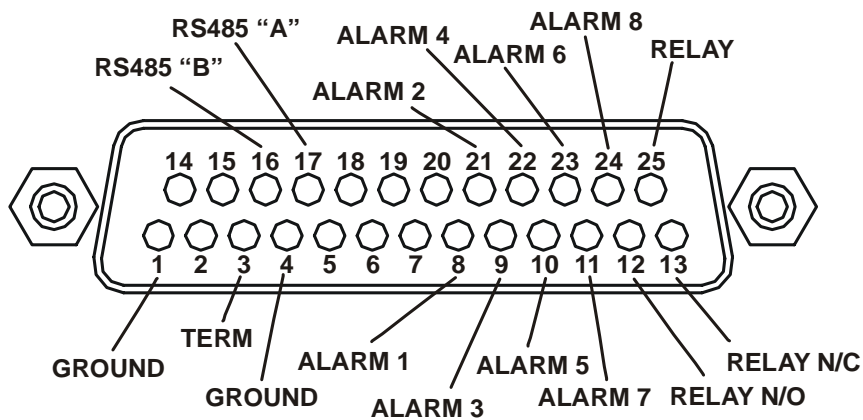 RS485 “A”
ALARM 8
ALARM 4
ALARM 6
RELAY
RS485 “B”
ALARM 2
14 15 16 17 18 19 20 21 22 23 24 25
1 2 3 4 5 6 7 8 9 10 11 12 13
TERM
GROUND
ALARM 1
ALARM 5
RELAY N/C
GROUND
ALARM 3
ALARM 7
RELAY N/O